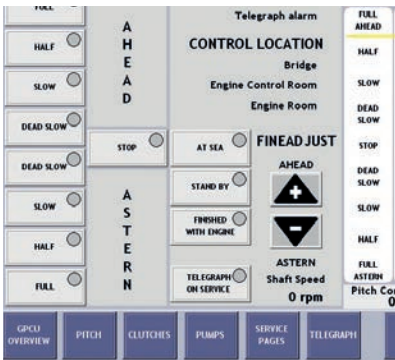 FULL
HALF
SLOW
DEAD SLOW
DEAD SLOW
SLOW
HALF
FULL
A
H
E
A
D
STOP
A
S
T
E
R
N
Telegraph alarm
CONTROL LOCATION
Bridge
Engine Control Room
Engine Room
AT SEA
STAND BY
FINISHED
WITH ENGINE
TELEGRAPH
ON SERVICE
FINEADJUST
AHEAD
+
-
ASTERN
Shaft Speed
0 rpm
FULL
AHEAD
HALF
SLOW
DEAD
SLOW
STOP
DEAD
SLOW
SLOW
HALF
FULL
ASTERN
Pitch Co
0
GPCU
OVERVIEW
PITCH
CLUTCHES
PUMPS
SERVICE
PAGES
TELEGRAPH